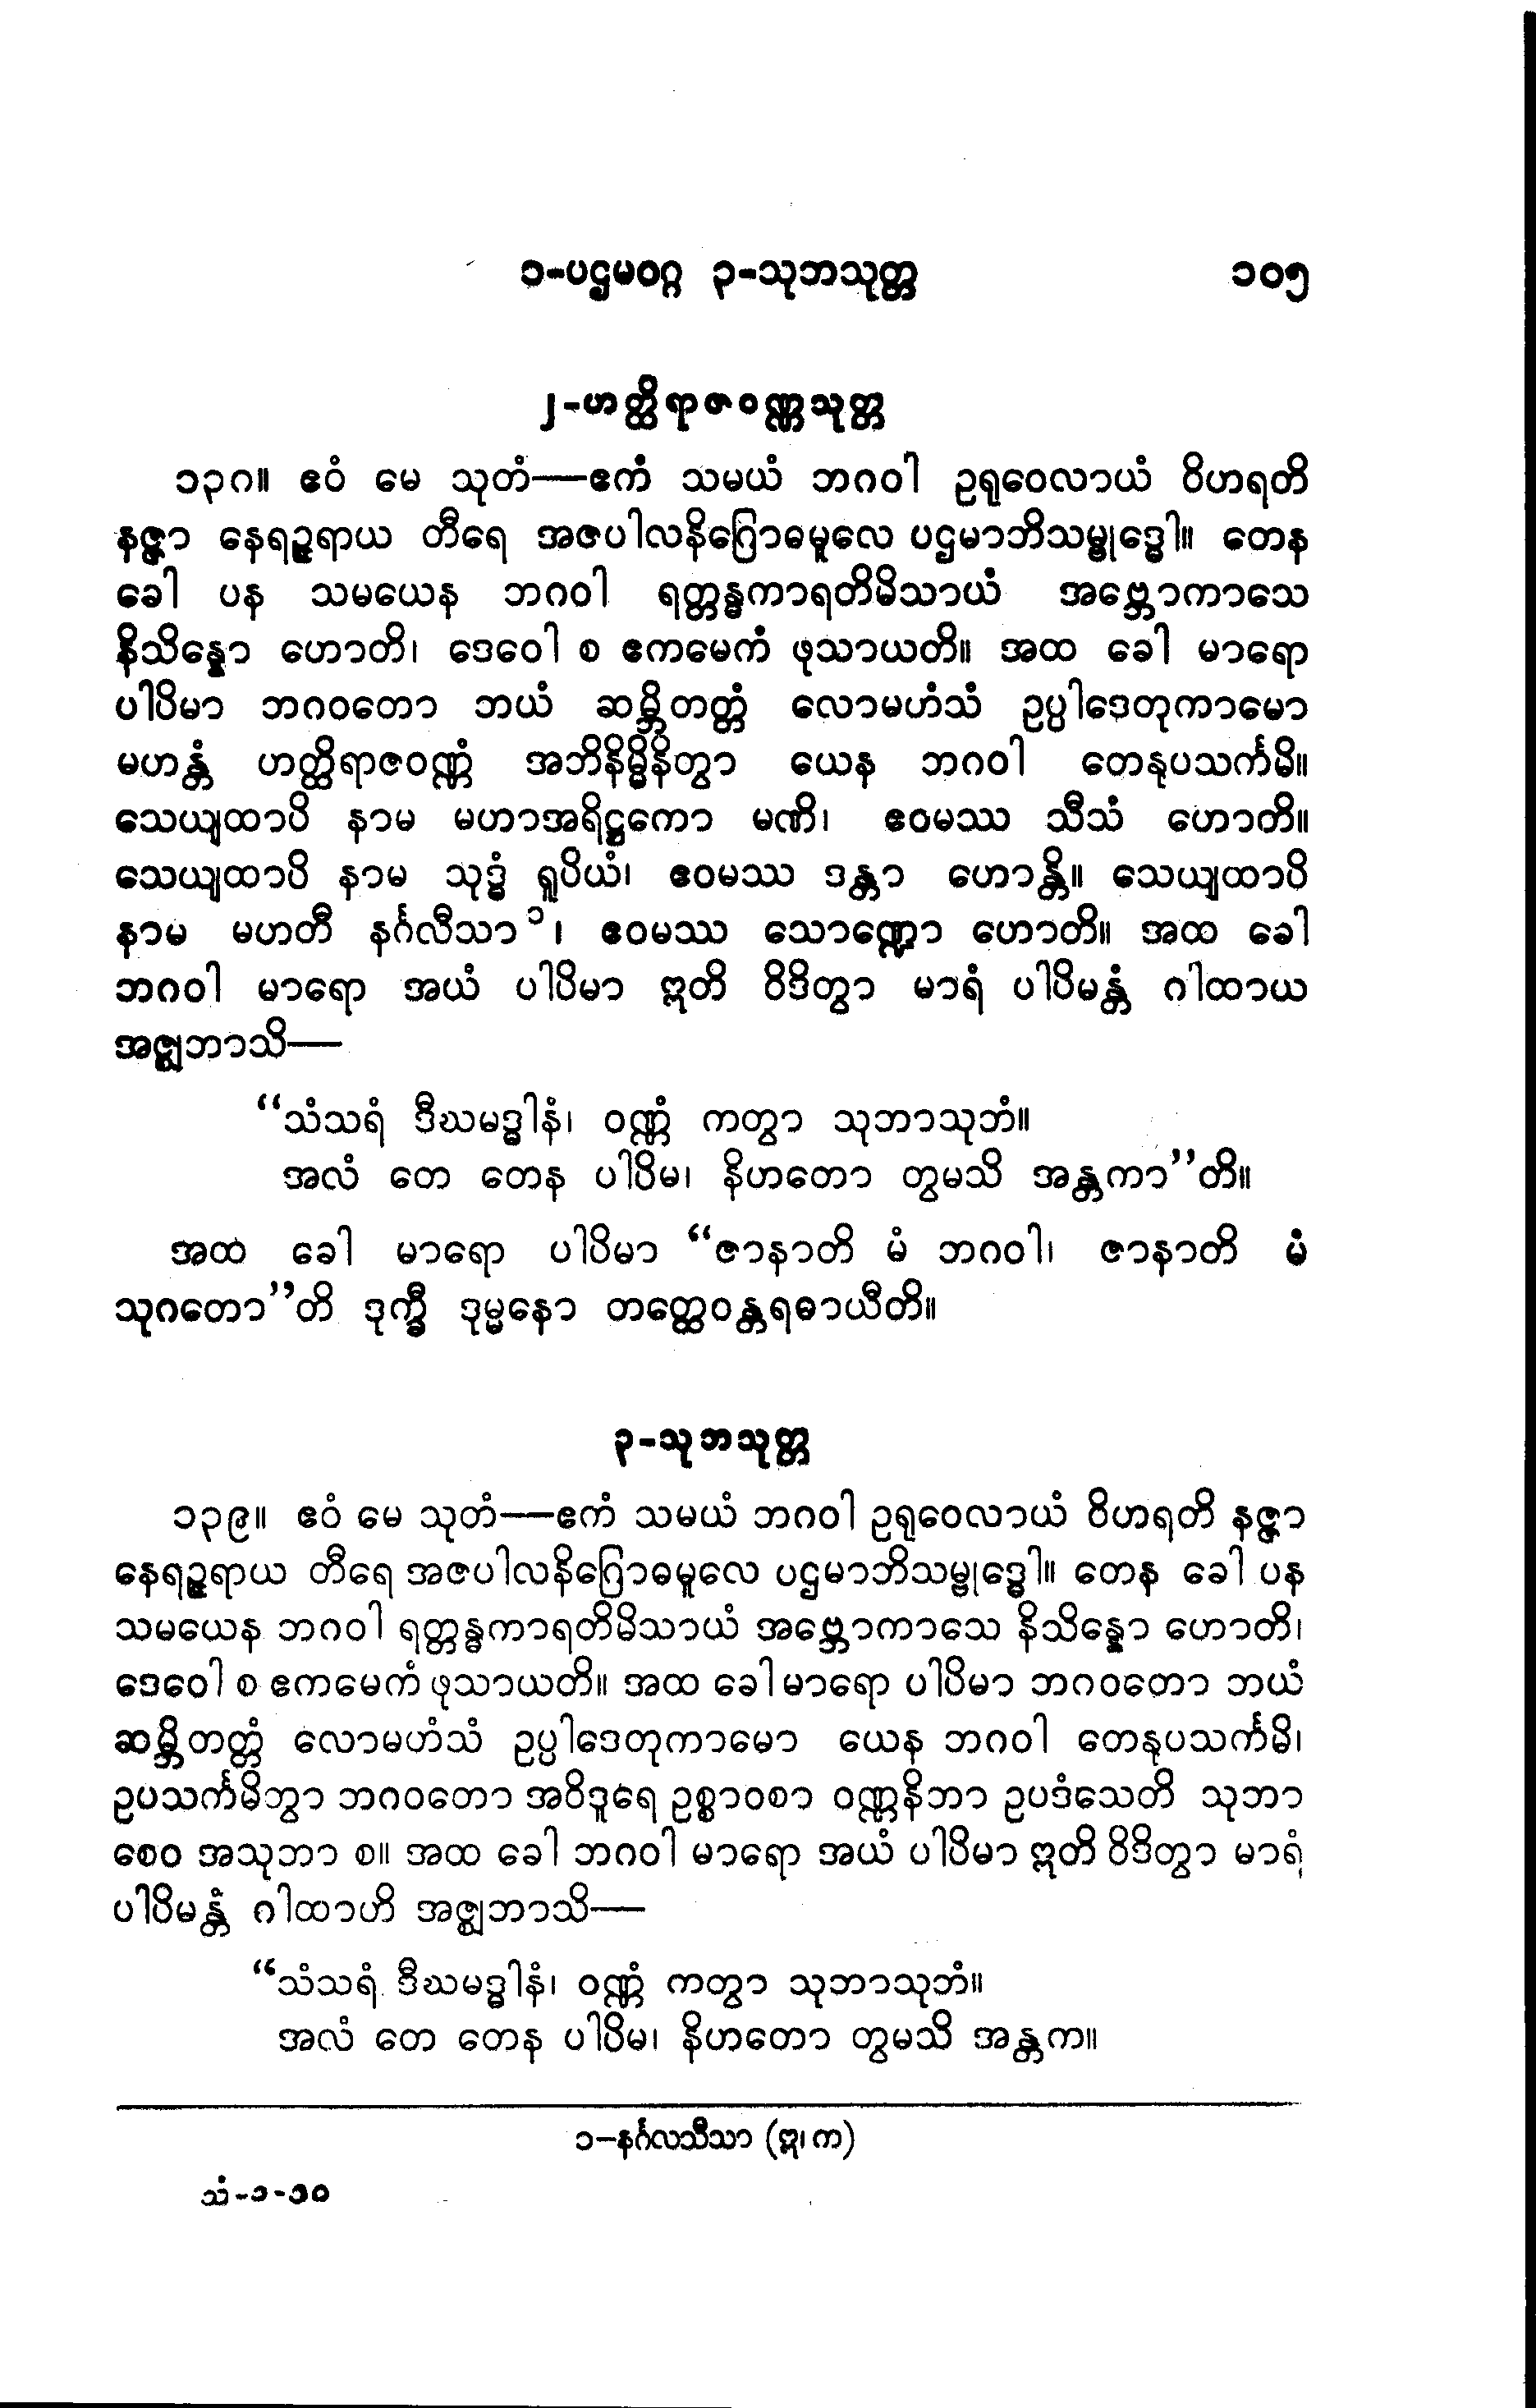 ၁-ပဌမဝဂ္ဂ ၃-သုဘသုတ္တ ၁၀၅
၂-ဟတ္ထိရာဇဝဏ္ဏသုတ္တ
၁၃၈။ ဧဝံ မေ သုတံ—ဧကံ သမယံ ဘဂဝါ ဥရုဝေလာယံ ဝိဟရတိ
နဇ္ဇာ နေရဉ္ဇရာယ တီရေ အဇပါလနိဂြောဓမူလေ ပဌမာဘိသမ္ဗုဒ္ဓေါ။ တေန
ခေါ ပန သမယေန ဘဂဝါ ရတ္တန္ဓကာရတိမိသာယံ အဗ္ဘောကာသေ
နိသိန္နော ဟောတိ၊ ဒေဝေါ စ ဧကမေကံ ဖုသာယတိ။ အထ ခေါ မာရော
ပါပိမာ ဘဂဝတော ဘယံ ဆမ္ဘိတတ္တံ လောမဟံသံ ဥပ္ပါဒေတုကာမော
မဟန္တံ ဟတ္ထိရာဇဝဏ္ဏံ အဘိနိမ္မိနိတွာ ယေန ဘဂဝါ တေနုပသင်္ကမိ။
သေယျထာပိ နာမ မဟာအရိဋ္ဌကော မဏိ၊ ဧဝမဿ သီသံ ဟောတိ။
သေယျထာပိ နာမ သုဒ္ဓံ ရူပိယံ၊ ဧဝမဿ ဒန္တာ ဟောန္တိ။ သေယျထာပိ
နာမ မဟတီ နင်္ဂလီသာ၁၊ ဧဝမဿ သောဏ္ဍော ဟောတိ။ အထ ခေါ
ဘဂဝါ မာရော အယံ ပါပိမာ ဣတိ ဝိဒိတွာ မာရံ ပါပိမန္တံ ဂါထာယ
အဇ္ဈဘာသိ—
“သံသရံ ဒီဃမဒ္ဓါနံ၊ ဝဏ္ဏံ ကတွာ သုဘာသုဘံ။
အလံ တေ တေန ပါပိမ၊ နိဟတော တွမသိ အန္တကာ”တိ။
အထ ခေါ မာရော ပါပိမာ “ဇာနာတိ မံ ဘဂဝါ၊ ဇာနာတိ မံ
သုဂတော”တိ ဒုက္ခီ ဒုမ္မနော တတ္ထေဝန္တရဓာယီတိ။
၃-သုဘသုတ္တ
၁၃၉။ ဧဝံ မေ သုတံ—ဧကံ သမယံ ဘဂဝါ ဥရုဝေလာယံ ဝိဟရတိ နဇ္ဇာ
နေရဉ္ဇရာယ တီရေ အဇပါလနိဂြောဓမူလေ ပဌမာဘိသမ္ဗုဒ္ဓေါ။ တေန ခေါ ပန
သမယေန ဘဂဝါ ရတ္တန္ဓကာရတိမိသာယံ အဗ္ဘောကာသေ နိသိန္နော ဟောတိ၊
ဒေဝေါ စ ဧကမေကံ ဖုသာယတိ။ အထ ခေါ မာရော ပါပိမာ ဘဂဝတော ဘယံ
ဆမ္ဘိတတ္တံ လောမဟံသံ ဥပ္ပါဒေတုကာမော ယေန ဘဂဝါ တေနုပသင်္ကမိ၊
ဥပသင်္ကမိတွာ ဘဂဝတော အဝိဒူရေ ဥစ္စာဝစာ ဝဏ္ဏနိဘာ ဥပဒံသေတိ သုဘာ
စေဝ အသုဘာ စ။ အထ ခေါ ဘဂဝါ မာရော အယံ ပါပိမာ ဣတိ ဝိဒိတွာ မာရံ
ပါပိမန္တံ ဂါထာဟိ အဇ္ဈဘာသိ—
“သံသရံ ဒီဃမဒ္ဓါနံ၊ ဝဏ္ဏံ ကတွာ သုဘာသုဘံ။
အလံ တေ တေန ပါပိမ၊ နိဟတော တွမသိ အန္တက။
၁—နင်္ဂလသီသာ (ဣ၊ က)
သံ-၁-၁၀